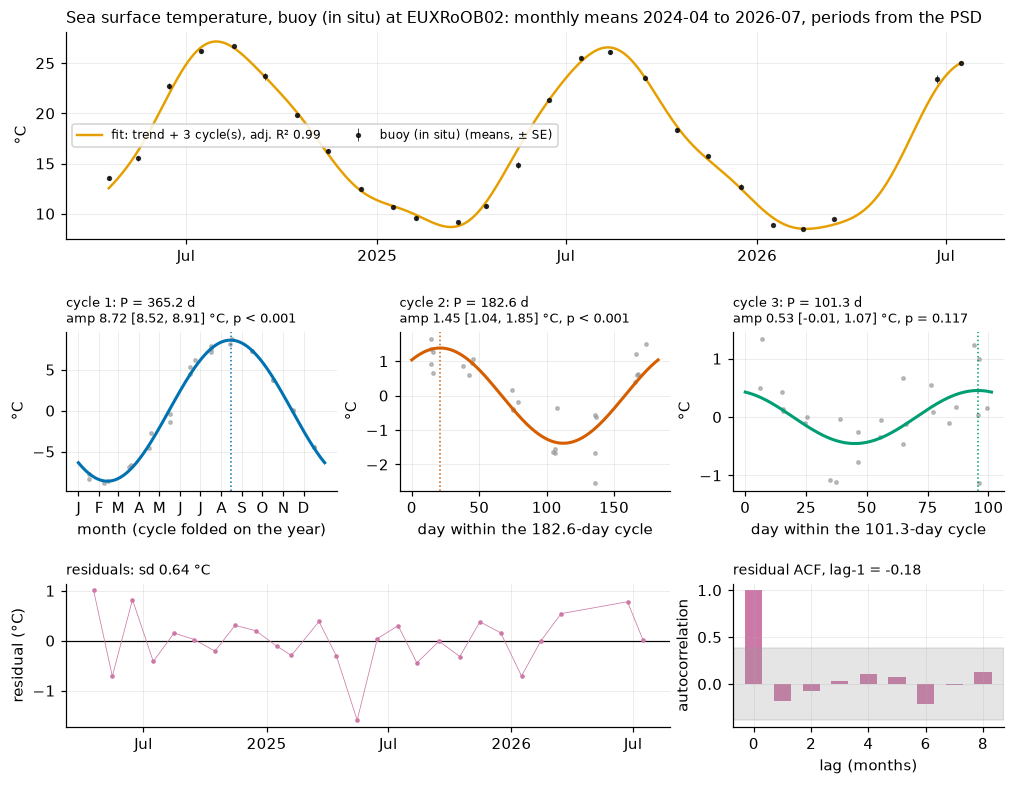 Sea surface temperature, buoy (in situ) at EUXRoOB02: monthly means 2024-04 to 2026-07, periods from the PSD
°C
25
20
15
10
fit: trend + 3 cycle(s), adj. R² 0.99
buoy (in situ) (means, ± SE)
Jul
2025
Jul
2026
Jul
cycle 1: P = 365.2 d
amp 8.72 [8.52, 8.91] °C, p < 0.001
°C
5
0
−5
J F M A M J J A S O N D
month (cycle folded on the year)
cycle 2: P = 182.6 d
amp 1.45 [1.04, 1.85] °C, p < 0.001
°C
1
0
−1
−2
0 50 100 150
day within the 182.6-day cycle
cycle 3: P = 101.3 d
amp 0.53 [-0.01, 1.07] °C, p = 0.117
°C
1
0
−1
0 25 50 75 100
day within the 101.3-day cycle
residuals: sd 0.64 °C
residual (°C)
1
0
−1
Jul
2025
Jul
2026
Jul
residual ACF, lag-1 = -0.18
autocorrelation
1.0
0.5
0.0
0 2 4 6 8
lag (months)